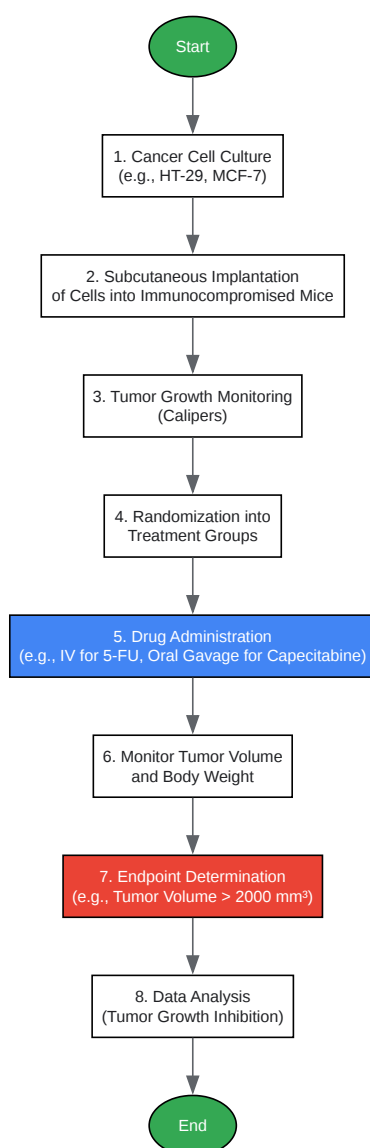 Start
1. Cancer Cell Culture
(e.g., HT-29, MCF-7)
2. Subcutaneous Implantation
of Cells into Immunocompromised Mice
3. Tumor Growth Monitoring
(Calipers)
4. Randomization into
Treatment Groups
5. Drug Administration
(e.g., IV for 5-FU, Oral Gavage for Capecitabine)
6. Monitor Tumor Volume
and Body Weight
7. Endpoint Determination
(e.g., Tumor Volume > 2000 mm³)
8. Data Analysis
(Tumor Growth Inhibition)
End